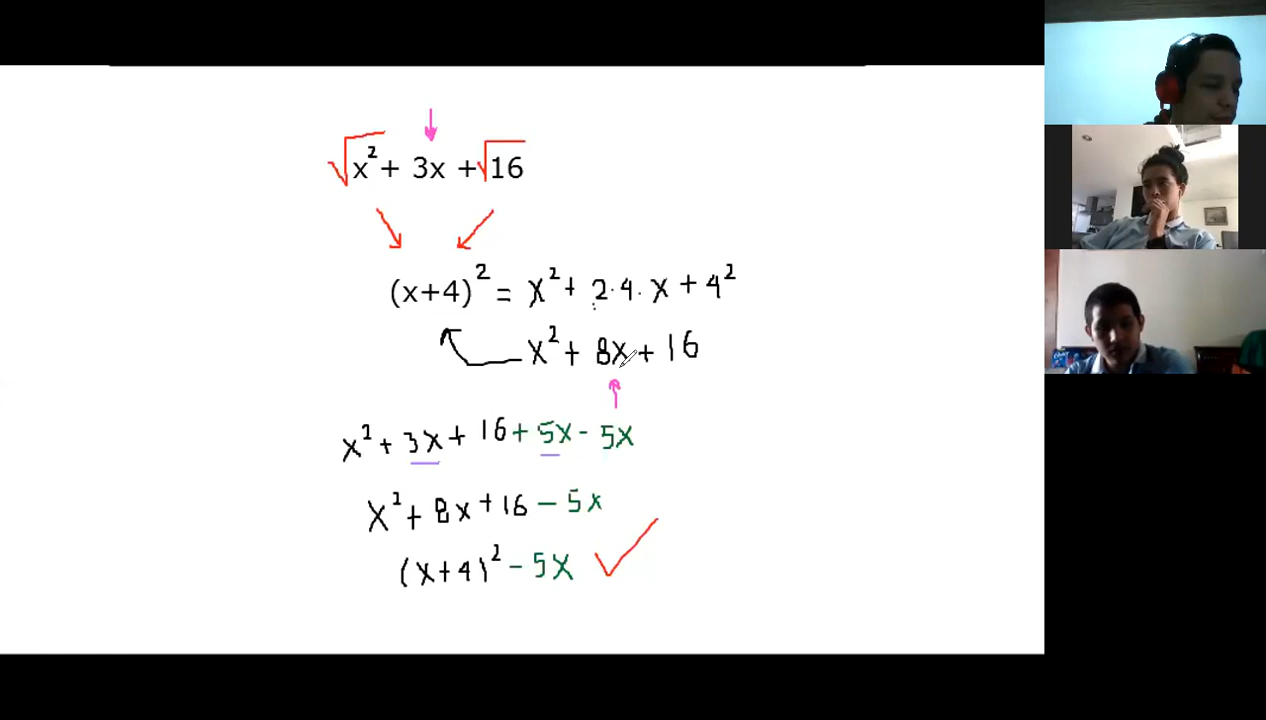 √x² + 3x + √16
(x+4)² = x² + 2·4·x + 4²
x² + 8x + 16
x² + 3x + 16 + 5x - 5x
x² + 8x + 16 - 5x
(x+4)² - 5x